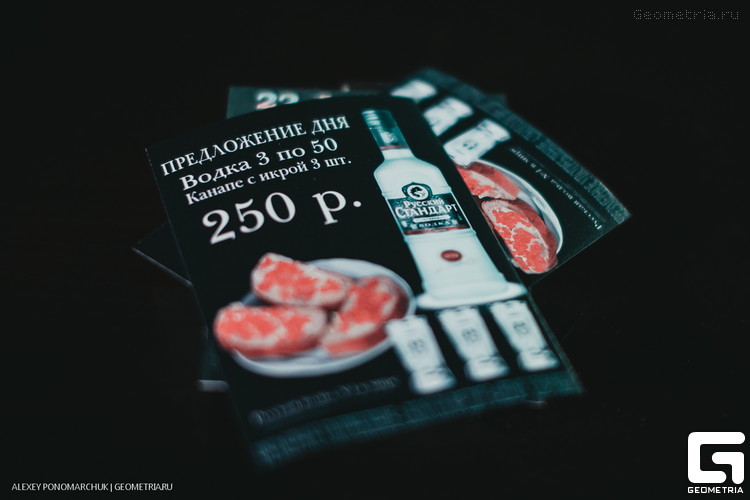 Geometria.ru
ПРЕДЛОЖЕНИЕ ДНЯ
Водка 3 по 50
Канапе с икрой 3 шт.
250 р.
Русский
Стандарт
ВОДКА
ALEXEY PONOMARCHUK | GEOMETRIA.RU
GEOMETRIA